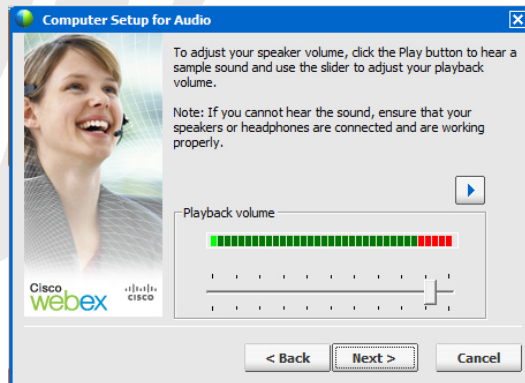 Computer Setup for Audio
To adjust your speaker volume, click the Play button to hear a
sample sound and use the slider to adjust your playback
volume.
Note: If you cannot hear the sound, ensure that your
speakers or headphones are connected and are working
properly.
Playback volume
Cisco
webex
cisco
< Back
Next >
Cancel